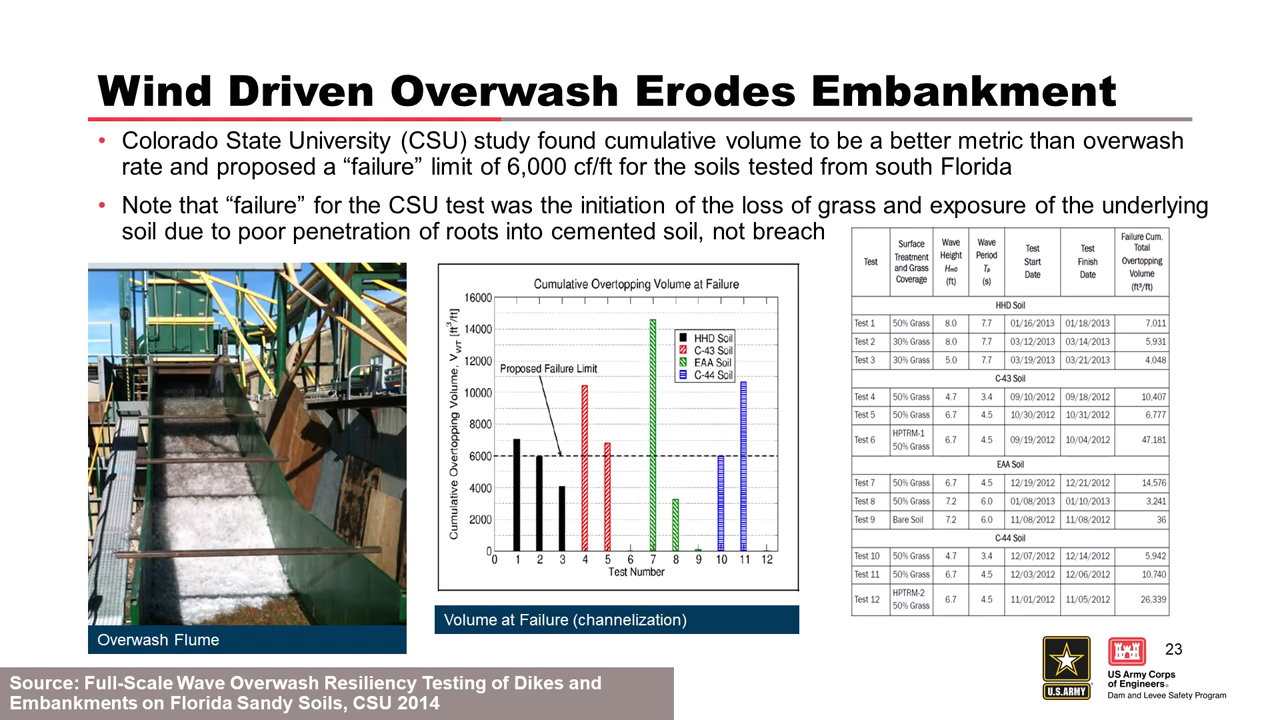 Wind Driven Overwash Erodes Embankment
• Colorado State University (CSU) study found cumulative volume to be a better metric than overwash
rate and proposed a “failure” limit of 6,000 cf/ft for the soils tested from south Florida
• Note that “failure” for the CSU test was the initiation of the loss of grass and exposure of the underlying
soil due to poor penetration of roots into cemented soil, not breach
Overwash Flume
Cumulative Overtopping Volume at Failure
Cumulative Overtopping Volume, V_WT [ft³/ft]
16000
14000
12000
10000
8000
6000
4000
2000
0
Proposed Failure Limit
HHD Soil
C-43 Soil
EAA Soil
C-44 Soil
0 1 2 3 4 5 6 7 8 9 10 11 12
Test Number
Volume at Failure (channelization)
Test | Surface Treatment and Grass Coverage | Wave Height Hm0 (ft) | Wave Period Tp (s) | Test Start Date | Test Finish Date | Failure Cum. Total Overtopping Volume (ft³/ft)
HHD Soil
Test 1 50% Grass 8.0 7.7 01/16/2013 01/18/2013 7,011
Test 2 30% Grass 8.0 7.7 03/12/2013 03/14/2013 5,931
Test 3 30% Grass 5.0 7.7 03/19/2013 03/21/2013 4,048
C-43 Soil
Test 4 50% Grass 4.7 3.4 09/10/2012 09/18/2012 10,407
Test 5 50% Grass 6.7 4.5 10/30/2012 10/31/2012 6,777
Test 6 HPTRM-1 50% Grass 6.7 4.5 09/19/2012 10/04/2012 47,181
EAA Soil
Test 7 50% Grass 6.7 4.5 12/19/2012 12/21/2012 14,576
Test 8 50% Grass 7.2 6.0 01/08/2013 01/10/2013 3,241
Test 9 Bare Soil 7.2 6.0 11/08/2012 11/08/2012 36
C-44 Soil
Test 10 50% Grass 4.7 3.4 12/07/2012 12/14/2012 5,942
Test 11 50% Grass 6.7 4.5 12/03/2012 12/06/2012 10,740
Test 12 HPTRM-2 50% Grass 6.7 4.5 11/01/2012 11/05/2012 26,339
Source: Full-Scale Wave Overwash Resiliency Testing of Dikes and
Embankments on Florida Sandy Soils, CSU 2014
U.S.ARMY
US Army Corps
of Engineers®
Dam and Levee Safety Program
23